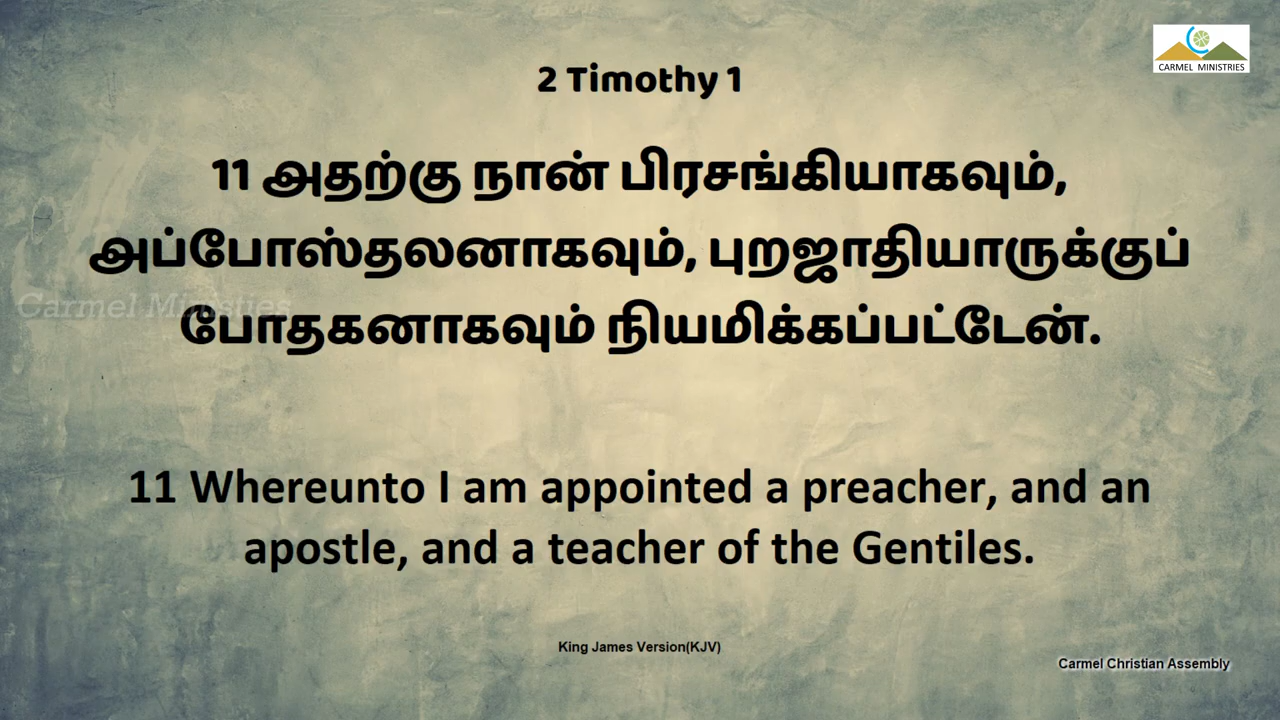 CARMEL MINISTRIES
2 Timothy 1
11 அதற்கு நான் பிரசங்கியாகவும்,
அப்போஸ்தலனாகவும், புறஜாதியாருக்குப்
Carmel Ministies
போதகனாகவும் நியமிக்கப்பட்டேன்.
11 Whereunto I am appointed a preacher, and an
apostle, and a teacher of the Gentiles.
King James Version(KJV)
Carmel Christian Assembly